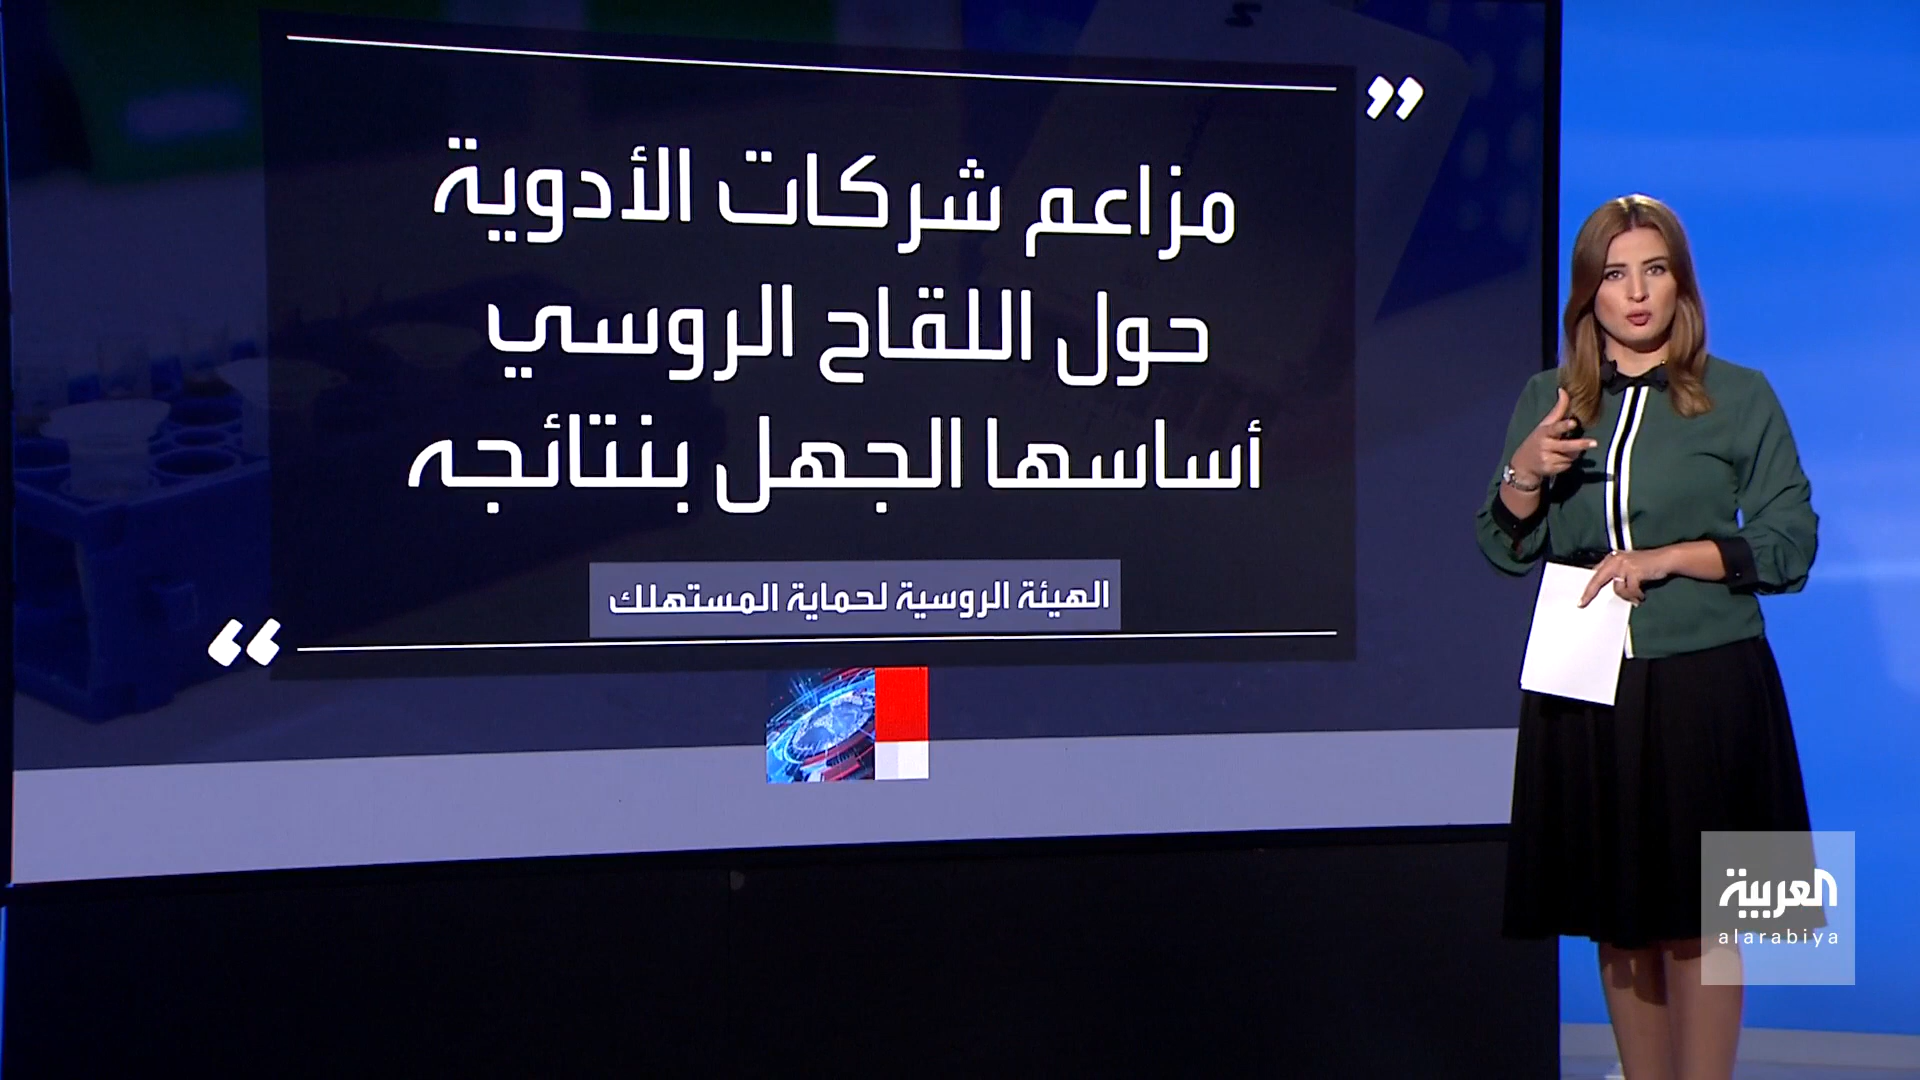 مزاعم شركات الأدوية
حول اللقاح الروسي
أساسها الجهل بنتائجه
الهيئة الروسية لحماية المستهلك
العربية
alarabiya